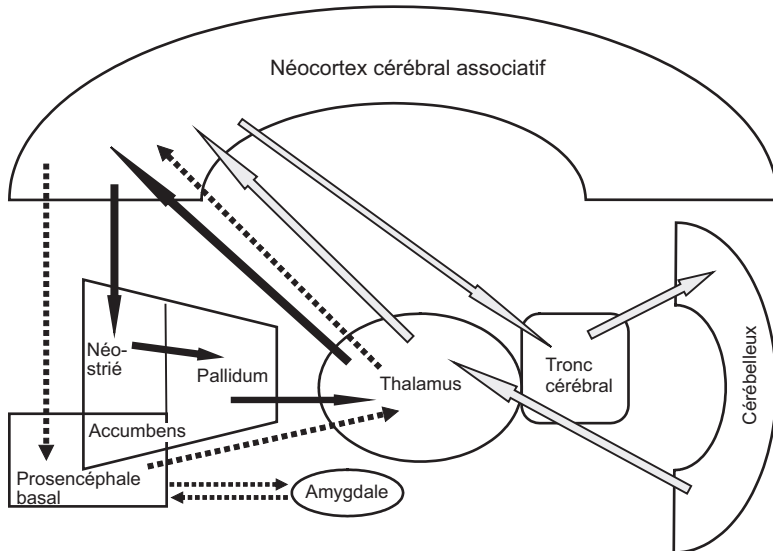 Néocortex cérébral associatif
Néo-
strié
Pallidum
Accumbens
Prosencéphale
basal
Amygdale
Thalamus
Tronc
cérébral
Cérébelleux